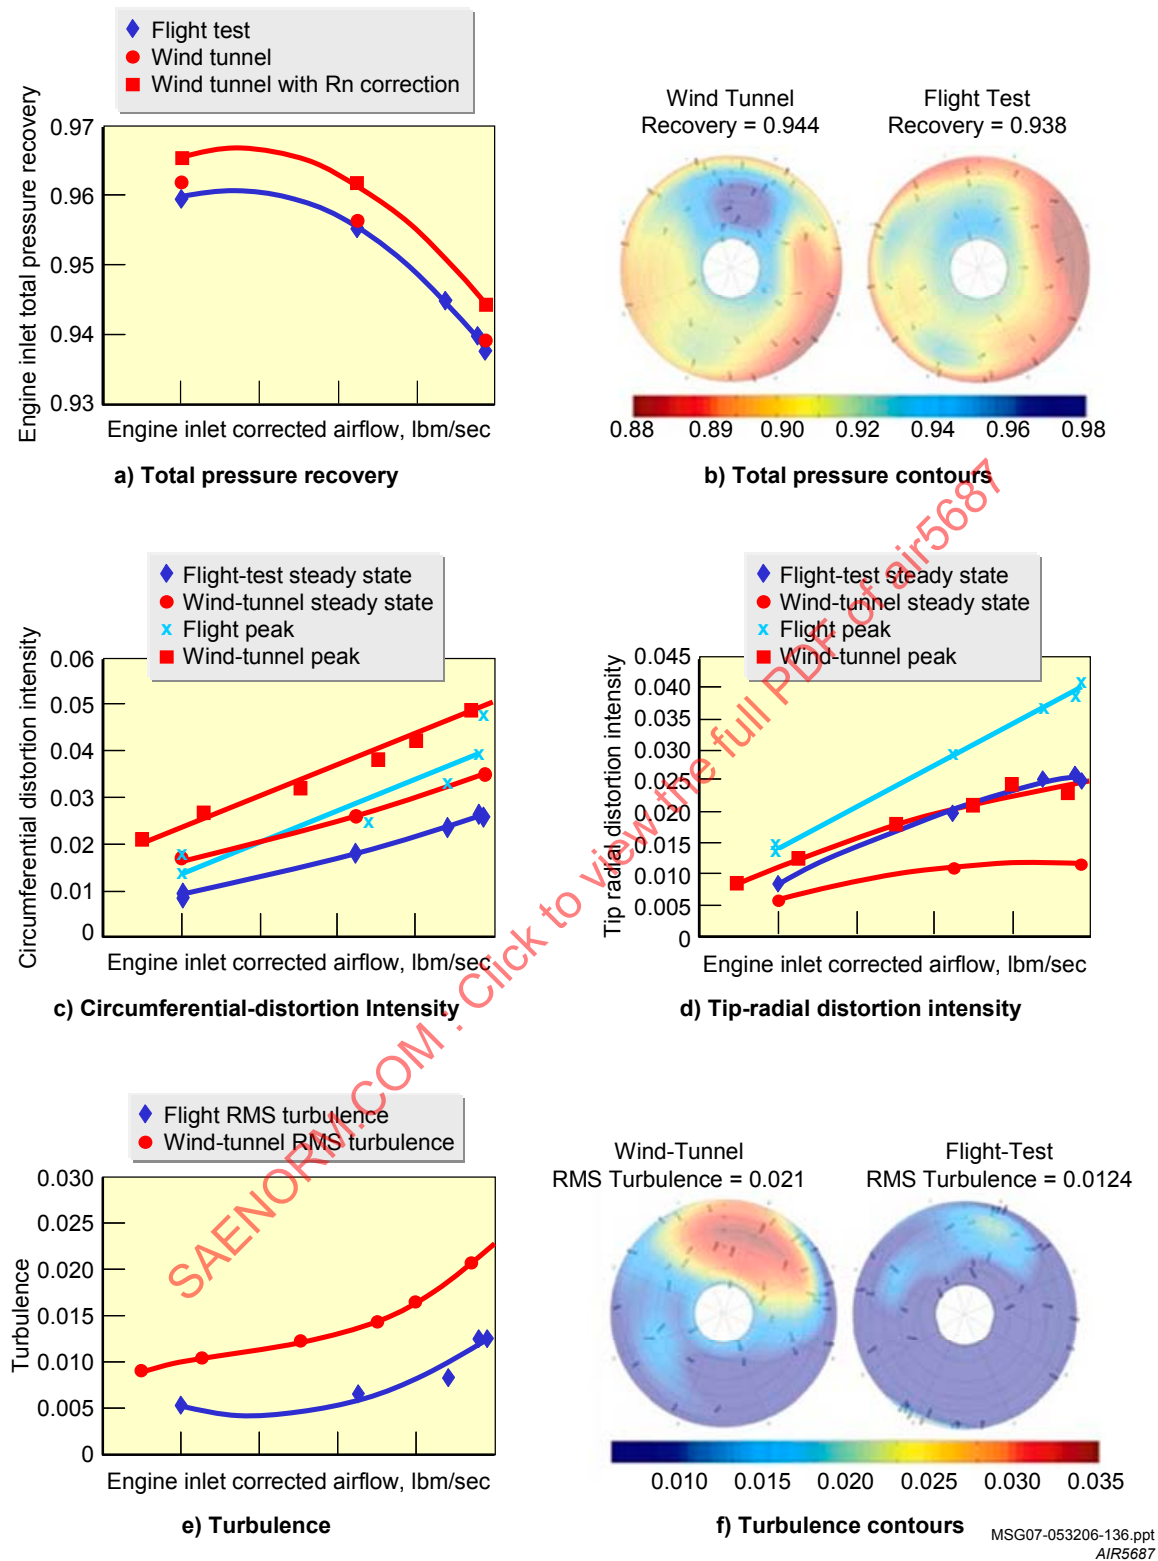 Flight test
Wind tunnel
Wind tunnel with Rn correction
Engine inlet total pressure recovery
0.97
0.96
0.95
0.94
0.93
Engine inlet corrected airflow, lbm/sec
a) Total pressure recovery
Wind Tunnel
Recovery = 0.944
Flight Test
Recovery = 0.938
0.88 0.89 0.90 0.92 0.94 0.96 0.98
b) Total pressure contours
Flight-test steady state
Wind-tunnel steady state
x Flight peak
Wind-tunnel peak
Circumferential distortion intensity
0.06
0.05
0.04
0.03
0.02
0.01
0
Engine inlet corrected airflow, lbm/sec
c) Circumferential-distortion Intensity
Flight-test steady state
Wind-tunnel steady state
x Flight peak
Wind-tunnel peak
Tip radial distortion intensity
0.045
0.040
0.035
0.030
0.025
0.020
0.015
0.010
0.005
0
Engine inlet corrected airflow, lbm/sec
d) Tip-radial distortion intensity
Flight RMS turbulence
Wind-tunnel RMS turbulence
Turbulence
0.030
0.025
0.020
0.015
0.010
0.005
0
Engine inlet corrected airflow, lbm/sec
e) Turbulence
Wind-Tunnel
RMS Turbulence = 0.021
Flight-Test
RMS Turbulence = 0.0124
0.010 0.015 0.020 0.025 0.030 0.035
f) Turbulence contours
MSG07-053206-136.ppt
AIR5687
SAENORM.COM : Click to view the full PDF of air5687